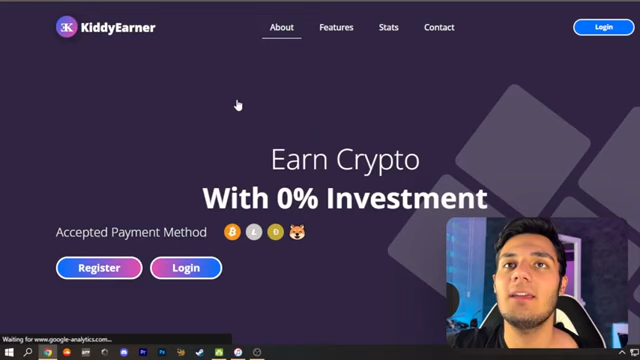 KiddyEarner
About
Features
Stats
Contact
Login
Earn Crypto
With 0% Investment
Accepted Payment Method
Register
Login
Waiting for www.google-analytics.com...